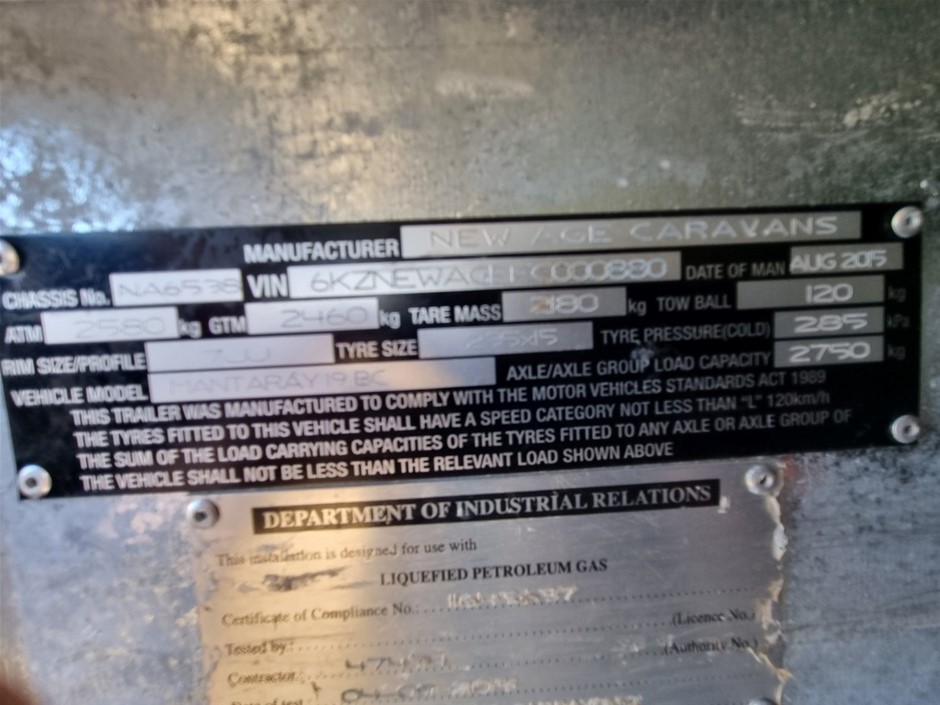 MANUFACTURER NEW AGE CARAVANS
CHASSIS No. NA6538 VIN DATE OF MAN AUG 2015
ATM 2580 kg GTM 2460 kg TARE MASS 2180 kg TOW BALL 120 kg
RIM SIZE/PROFILE TYRE SIZE TYRE PRESSURE(COLD) 285 kPa
VEHICLE MODEL MANTARAY 19 BC AXLE/AXLE GROUP LOAD CAPACITY 2750 kg
THIS TRAILER WAS MANUFACTURED TO COMPLY WITH THE MOTOR VEHICLES STANDARDS ACT 1989
THE TYRES FITTED TO THIS VEHICLE SHALL HAVE A SPEED CATEGORY NOT LESS THAN "L" 120km/h
THE SUM OF THE LOAD CARRYING CAPACITIES OF THE TYRES FITTED TO ANY AXLE OR AXLE GROUP OF
THE VEHICLE SHALL NOT BE LESS THAN THE RELEVANT LOAD SHOWN ABOVE
DEPARTMENT OF INDUSTRIAL RELATIONS
This installation is designed for use with
LIQUEFIED PETROLEUM GAS
Certificate of Compliance No.:
Tested by: (Licence No.)
Contractor: (Authority No.)
Date of test